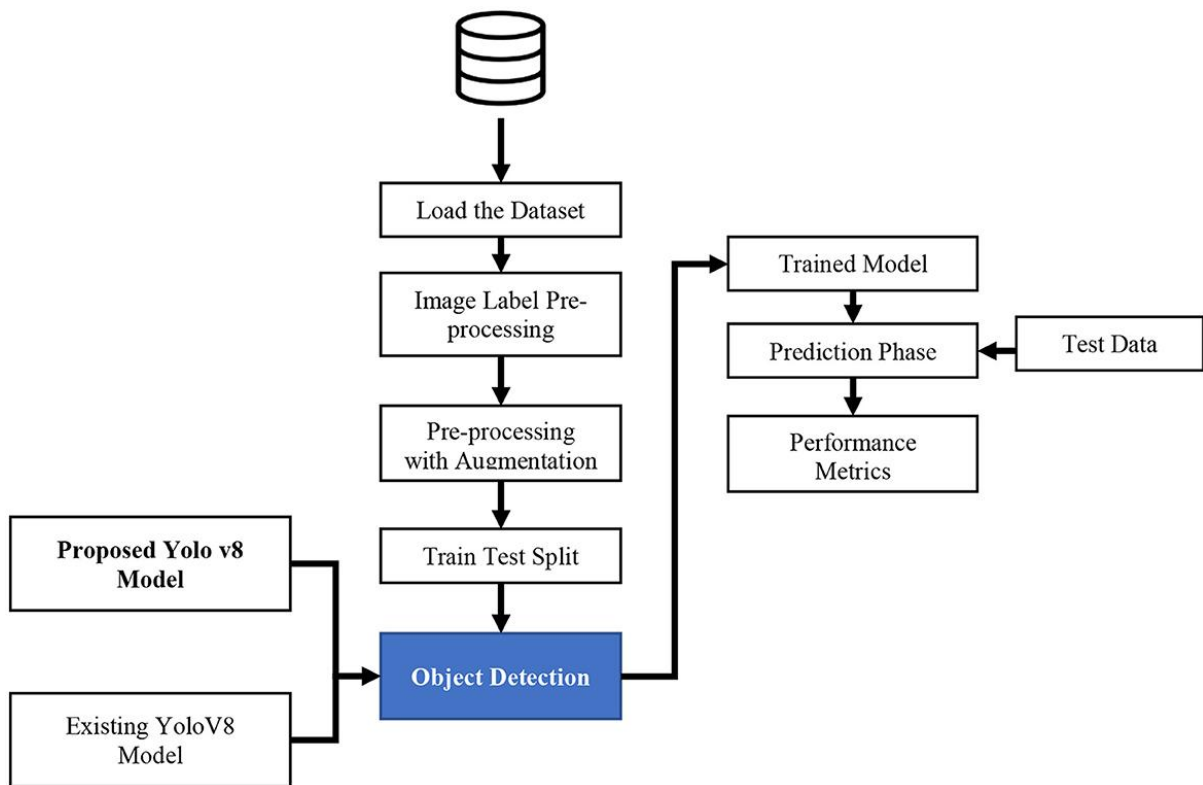 Load the Dataset
Image Label Pre-
processing
Pre-processing
with Augmentation
Train Test Split
Proposed Yolo v8
Model
Existing YoloV8
Model
Object Detection
Trained Model
Prediction Phase
Test Data
Performance
Metrics